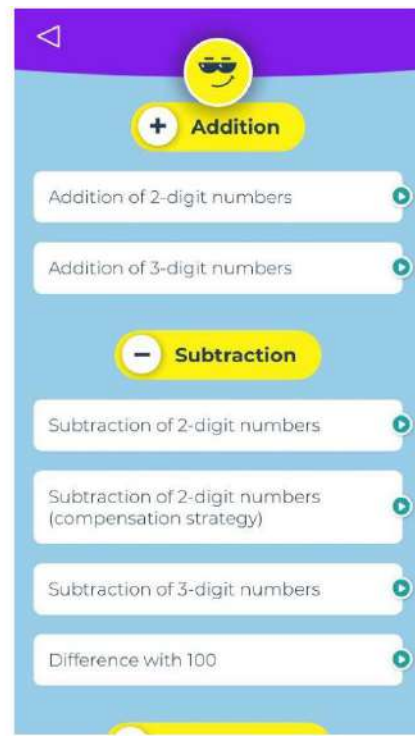 + Addition
Addition of 2-digit numbers
Addition of 3-digit numbers
− Subtraction
Subtraction of 2-digit numbers
Subtraction of 2-digit numbers
(compensation strategy)
Subtraction of 3-digit numbers
Difference with 100